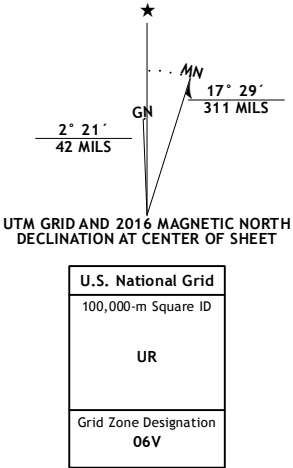 ★
MN
GN
17° 29´
311 MILS
2° 21´
42 MILS
UTM GRID AND 2016 MAGNETIC NORTH
DECLINATION AT CENTER OF SHEET
U.S. National Grid
100,000-m Square ID
UR
Grid Zone Designation
06V